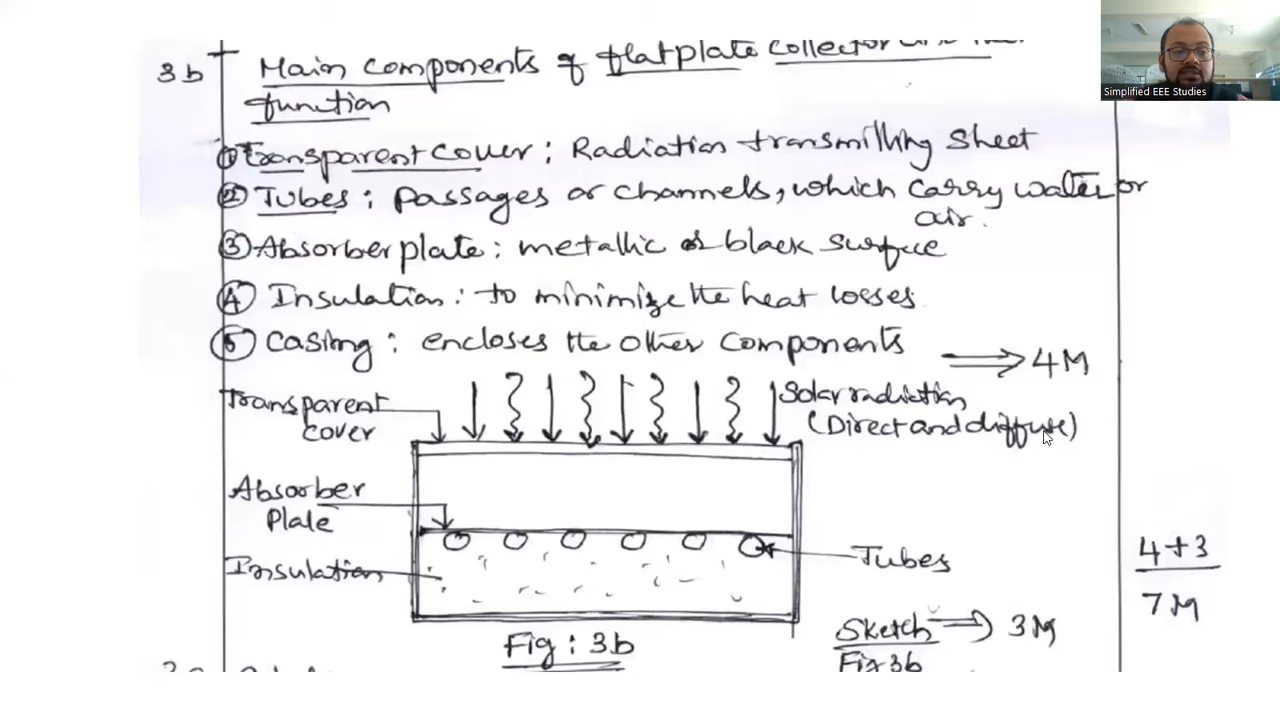 Simplified EEE Studies
3b
Main components of flatplate collector
function
① Transparent cover : Radiation transmitting sheet
② Tubes : passages or channels, which carry water or
air.
③ Absorber plate : metallic or black surface
④ Insulation : to minimize the heat losses.
⑤ Casing : encloses the other components
⟹ 4M
Transparent
cover
Solar radiation
(Direct and diffuse)
Absorber
Plate
Insulation
Tubes
4+3
7M
Fig : 3b
Sketch ⟹ 3M
Fig 3b